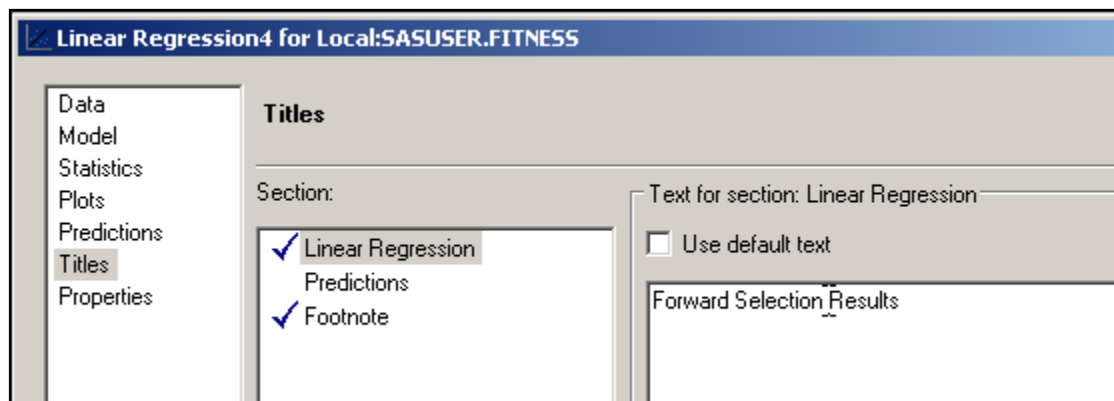 Linear Regression4 for Local:SASUSER.FITNESS
Data
Model
Statistics
Plots
Predictions
Titles
Properties
Titles
Section:
Linear Regression
Predictions
Footnote
Text for section: Linear Regression
Use default text
Forward Selection Results